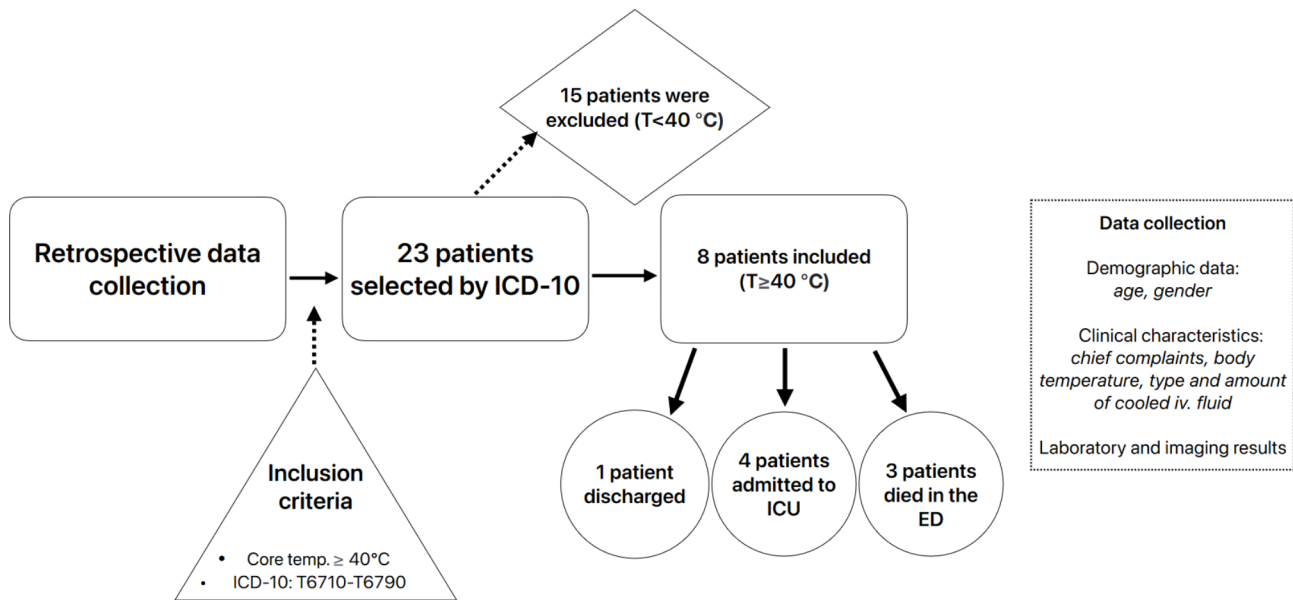 15 patients were
excluded (T<40 °C)
Retrospective data
collection
23 patients
selected by ICD-10
8 patients included
(T≥40 °C)
Inclusion
criteria
• Core temp. ≥ 40°C
• ICD-10: T6710-T6790
1 patient
discharged
4 patients
admitted to
ICU
3 patients
died in the
ED
Data collection
Demographic data:
age, gender
Clinical characteristics:
chief complaints, body
temperature, type and amount
of cooled iv. fluid
Laboratory and imaging results